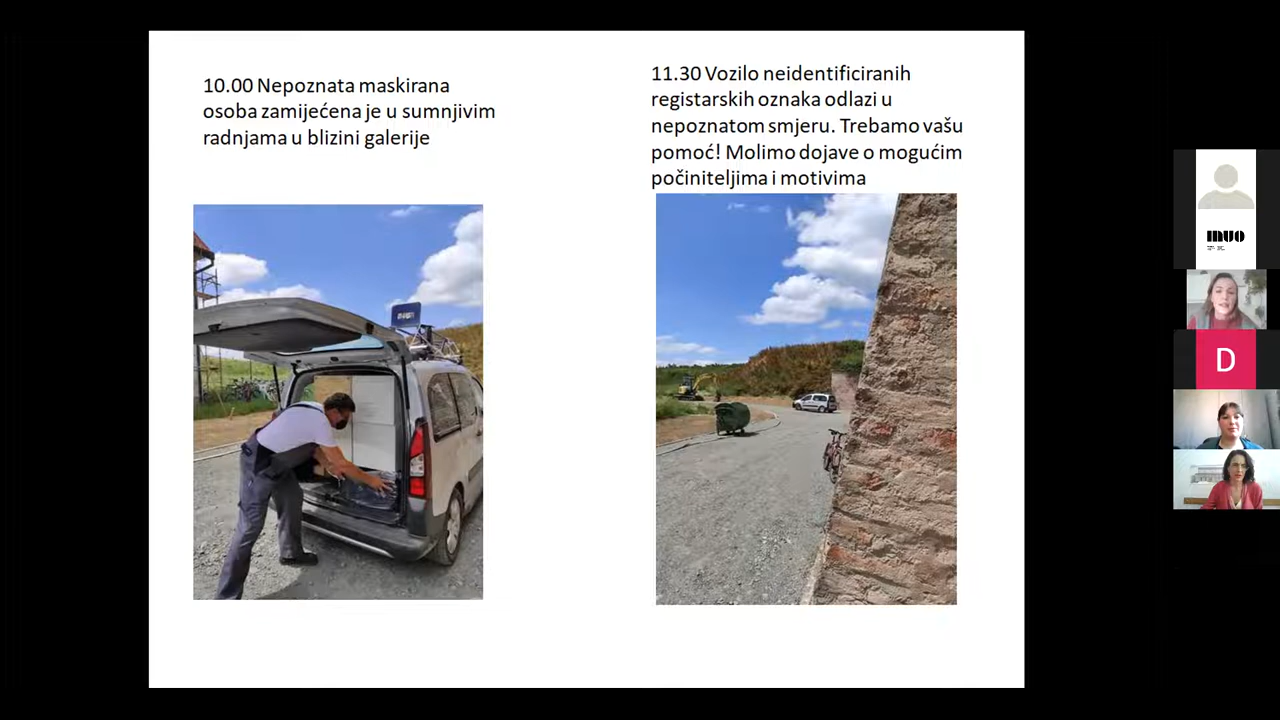 10.00 Nepoznata maskirana
osoba zamijećena je u sumnjivim
radnjama u blizini galerije
11.30 Vozilo neidentificiranih
registarskih oznaka odlazi u
nepoznatom smjeru. Trebamo vašu
pomoć! Molimo dojave o mogućim
počiniteljima i motivima
muo
D